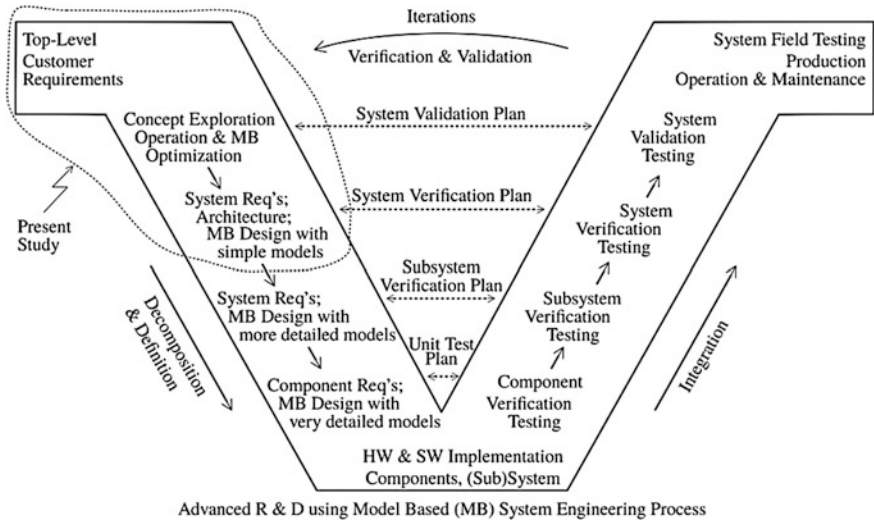 Top-Level
Customer
Requirements
Iterations
Verification & Validation
System Field Testing
Production
Operation & Maintenance
Concept Exploration
Operation & MB
Optimization
System Validation Plan
System
Validation
Testing
System Req's;
Architecture;
MB Design with
simple models
System Verification Plan
System
Verification
Testing
Present
Study
Subsystem
Verification Plan
System Req's;
MB Design with
more detailed models
Subsystem
Verification
Testing
Decomposition
& Definition
Unit Test
Plan
Integration
Component Req's;
MB Design with
very detailed models
Component
Verification
Testing
HW & SW Implementation
Components, (Sub)System
Advanced R & D using Model Based (MB) System Engineering Process